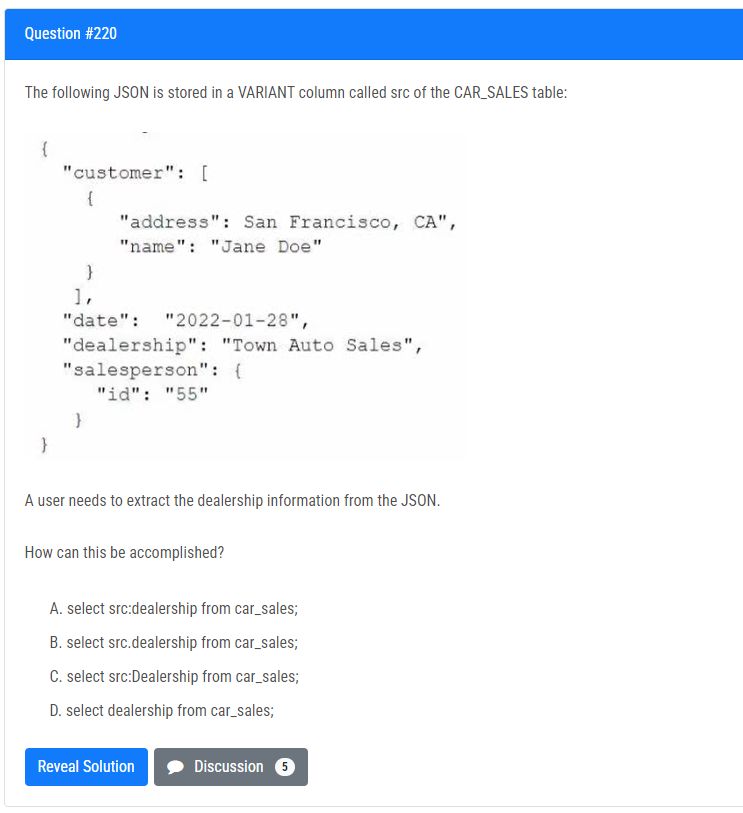 Question #220
The following JSON is stored in a VARIANT column called src of the CAR_SALES table:
{
"customer": [
{
"address": San Francisco, CA",
"name": "Jane Doe"
}
],
"date": "2022-01-28",
"dealership": "Town Auto Sales",
"salesperson": {
"id": "55"
}
}
A user needs to extract the dealership information from the JSON.
How can this be accomplished?
A. select src:dealership from car_sales;
B. select src.dealership from car_sales;
C. select src:Dealership from car_sales;
D. select dealership from car_sales;
Reveal Solution
Discussion 5